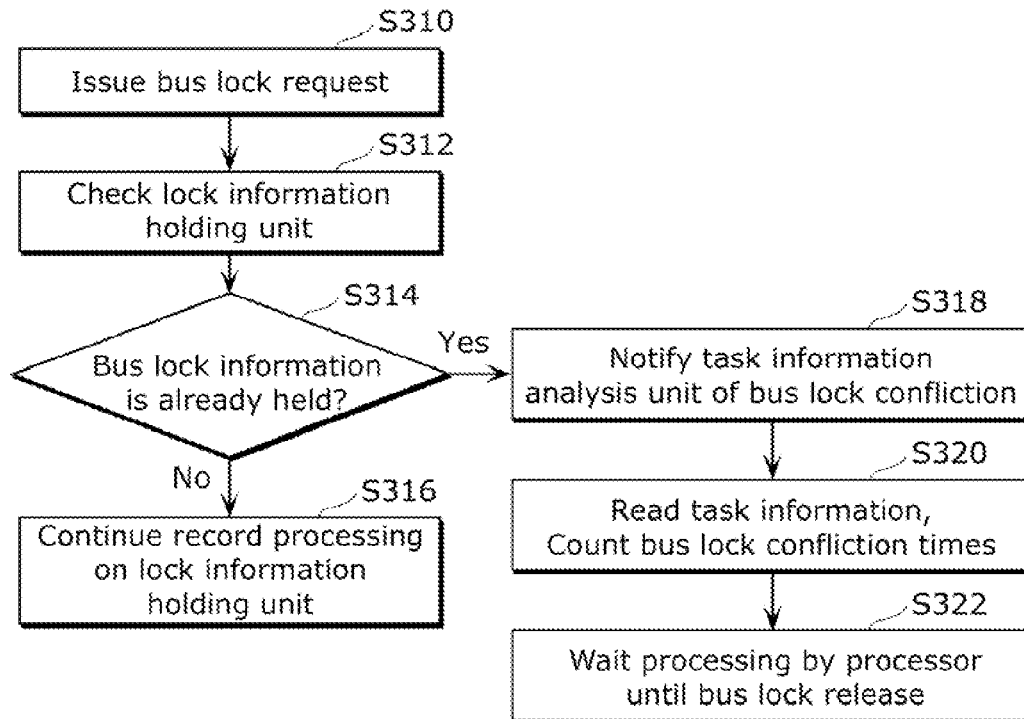 S310
Issue bus lock request
S312
Check lock information
holding unit
S314
Bus lock information
is already held?
Yes
No
S316
Continue record processing
on lock information
holding unit
S318
Notify task information
analysis unit of bus lock confliction
S320
Read task information,
Count bus lock confliction times
S322
Wait processing by processor
until bus lock release